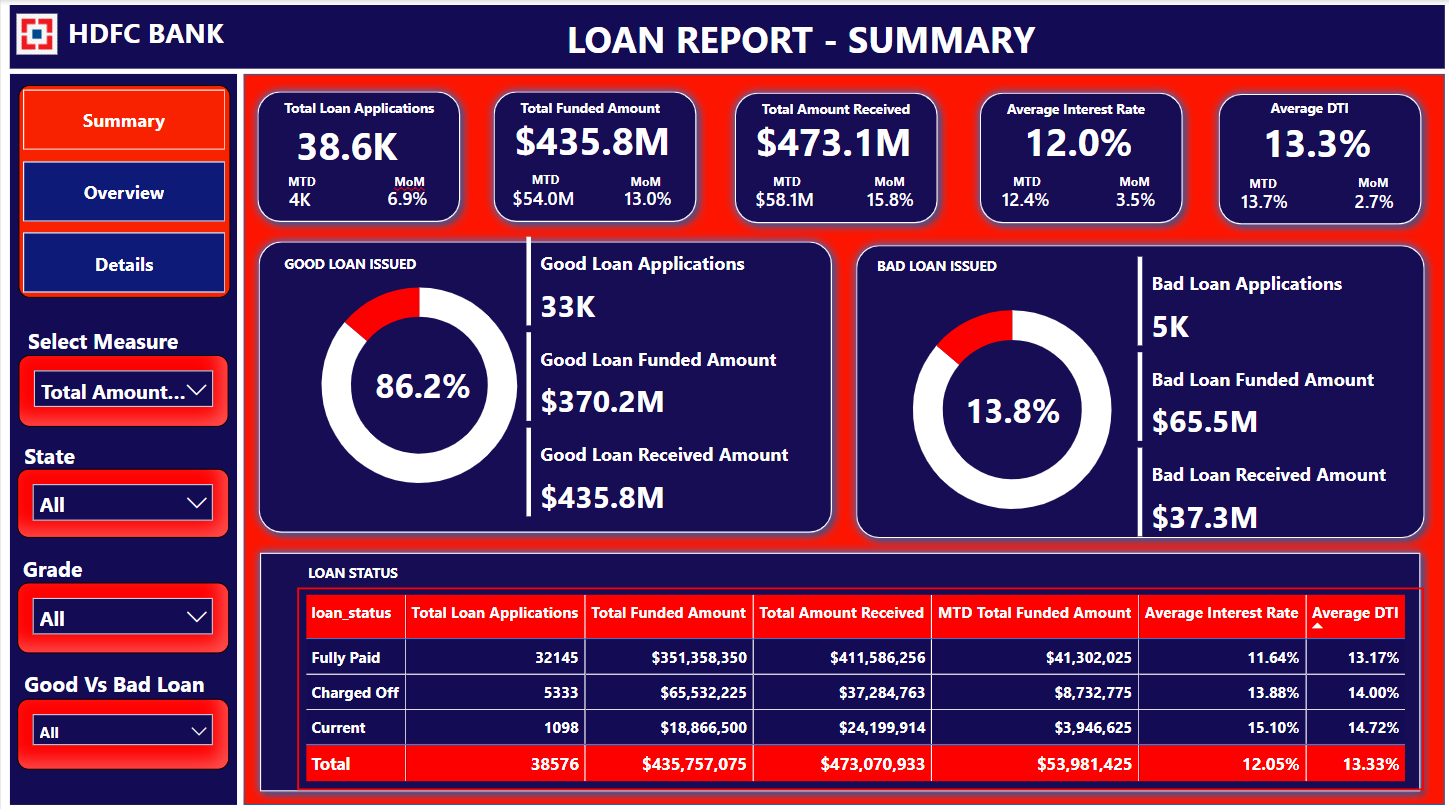 HDFC BANK
LOAN REPORT - SUMMARY
Summary
Overview
Details
Select Measure
Total Amount...
State
All
Grade
All
Good Vs Bad Loan
All
Total Loan Applications
38.6K
MTD MoM
4K 6.9%
Total Funded Amount
$435.8M
MTD MoM
$54.0M 13.0%
Total Amount Received
$473.1M
MTD MoM
$58.1M 15.8%
Average Interest Rate
12.0%
MTD MoM
12.4% 3.5%
Average DTI
13.3%
MTD MoM
13.7% 2.7%
GOOD LOAN ISSUED
86.2%
Good Loan Applications
33K
Good Loan Funded Amount
$370.2M
Good Loan Received Amount
$435.8M
BAD LOAN ISSUED
13.8%
Bad Loan Applications
5K
Bad Loan Funded Amount
$65.5M
Bad Loan Received Amount
$37.3M
LOAN STATUS
loan_status Total Loan Applications Total Funded Amount Total Amount Received MTD Total Funded Amount Average Interest Rate Average DTI
Fully Paid 32145 $351,358,350 $411,586,256 $41,302,025 11.64% 13.17%
Charged Off 5333 $65,532,225 $37,284,763 $8,732,775 13.88% 14.00%
Current 1098 $18,866,500 $24,199,914 $3,946,625 15.10% 14.72%
Total 38576 $435,757,075 $473,070,933 $53,981,425 12.05% 13.33%